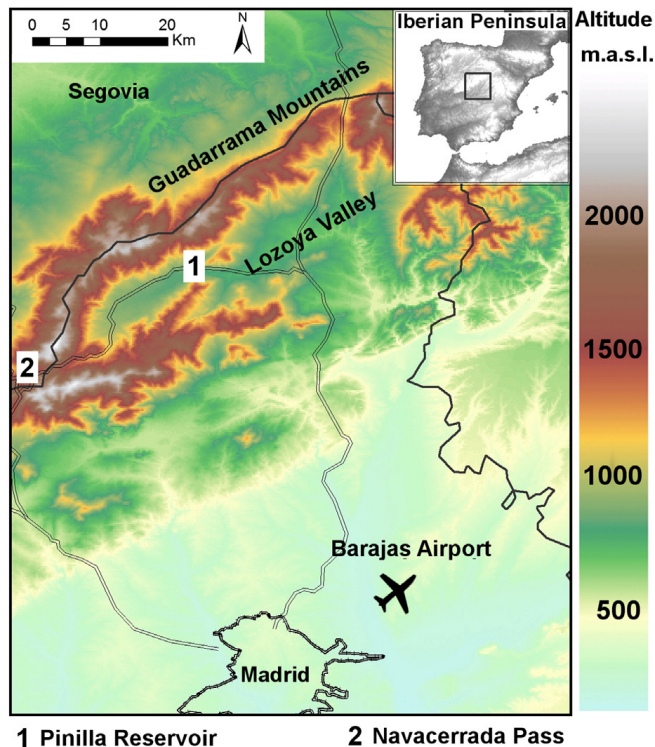 0 5 10 20
Km
N
Iberian Peninsula
Altitude
m.a.s.l.
Segovia
Guadarrama Mountains
Lozoya Valley
1
2
2000
1500
1000
500
Barajas Airport
Madrid
1 Pinilla Reservoir
2 Navacerrada Pass